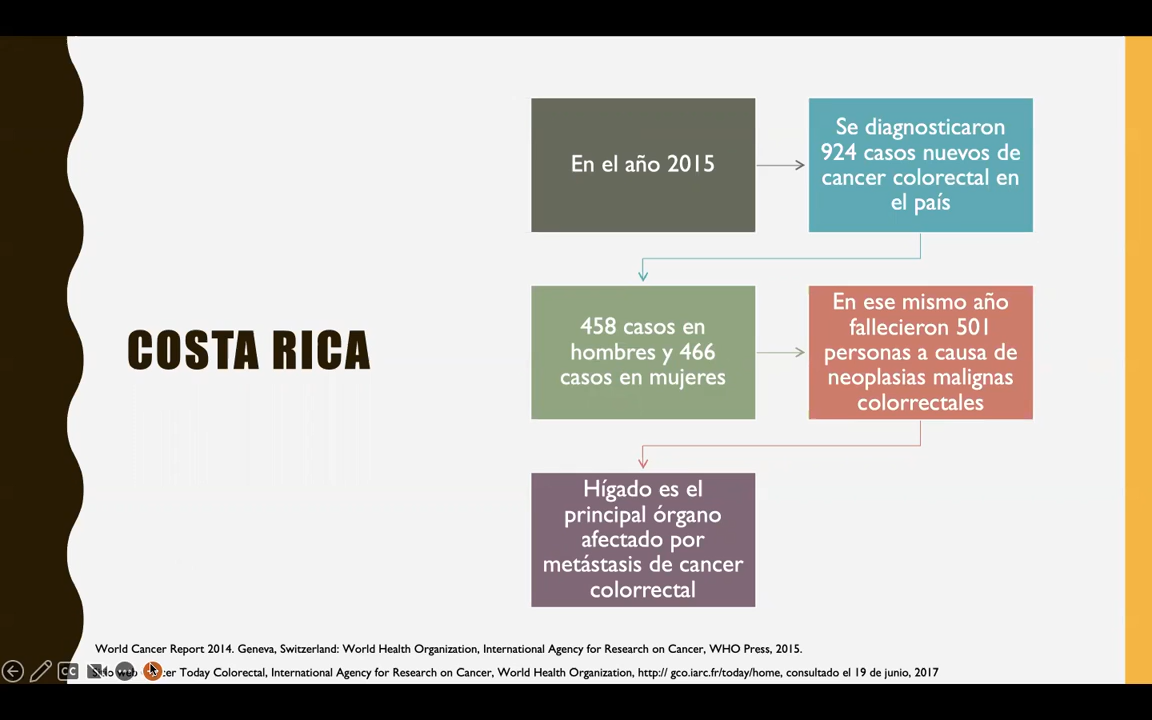 COSTA RICA
En el año 2015
Se diagnosticaron
924 casos nuevos de
cancer colorectal en
el país
458 casos en
hombres y 466
casos en mujeres
En ese mismo año
fallecieron 501
personas a causa de
neoplasias malignas
colorrectales
Hígado es el
principal órgano
afectado por
metástasis de cancer
colorrectal
World Cancer Report 2014. Geneva, Switzerland: World Health Organization, International Agency for Research on Cancer, WHO Press, 2015.
Today Colorectal, International Agency for Research on Cancer, World Health Organization, http:// gco.iarc.fr/today/home, consultado el 19 de junio, 2017
CC